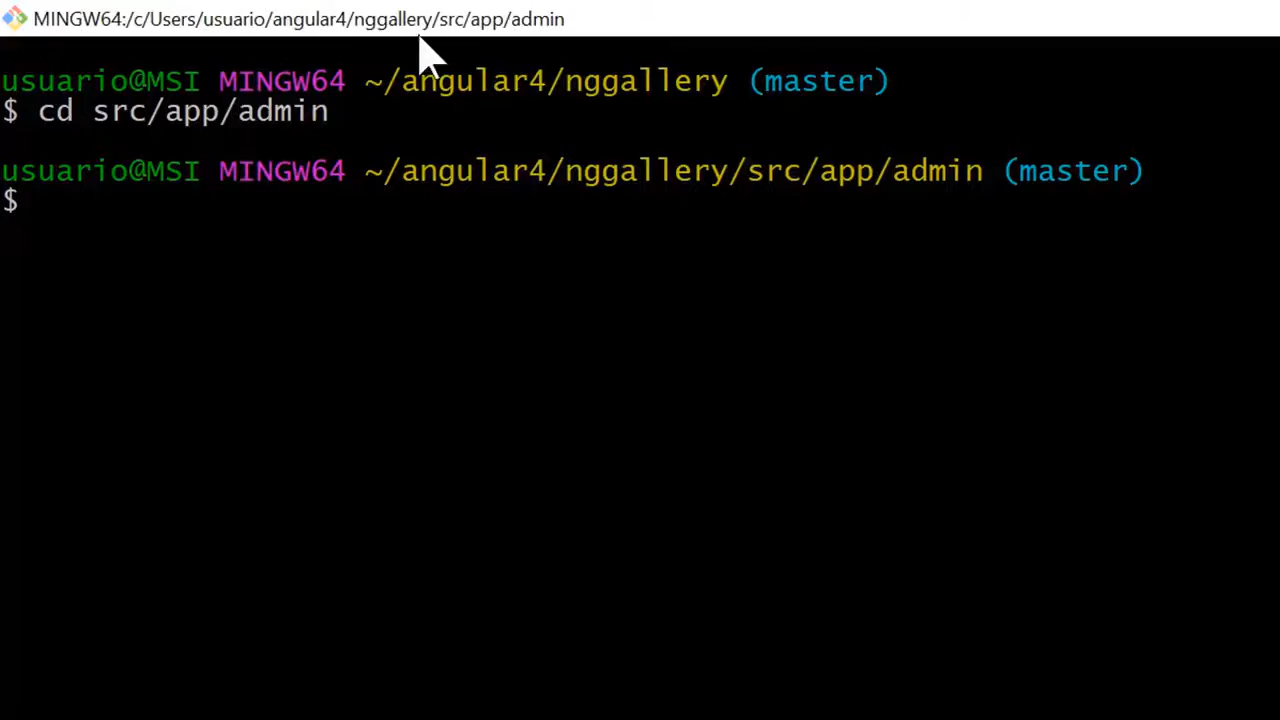 MINGW64:/c/Users/usuario/angular4/nggallery/src/app/admin
usuario@MSI MINGW64 ~/angular4/nggallery (master)
$ cd src/app/admin
usuario@MSI MINGW64 ~/angular4/nggallery/src/app/admin (master)
$